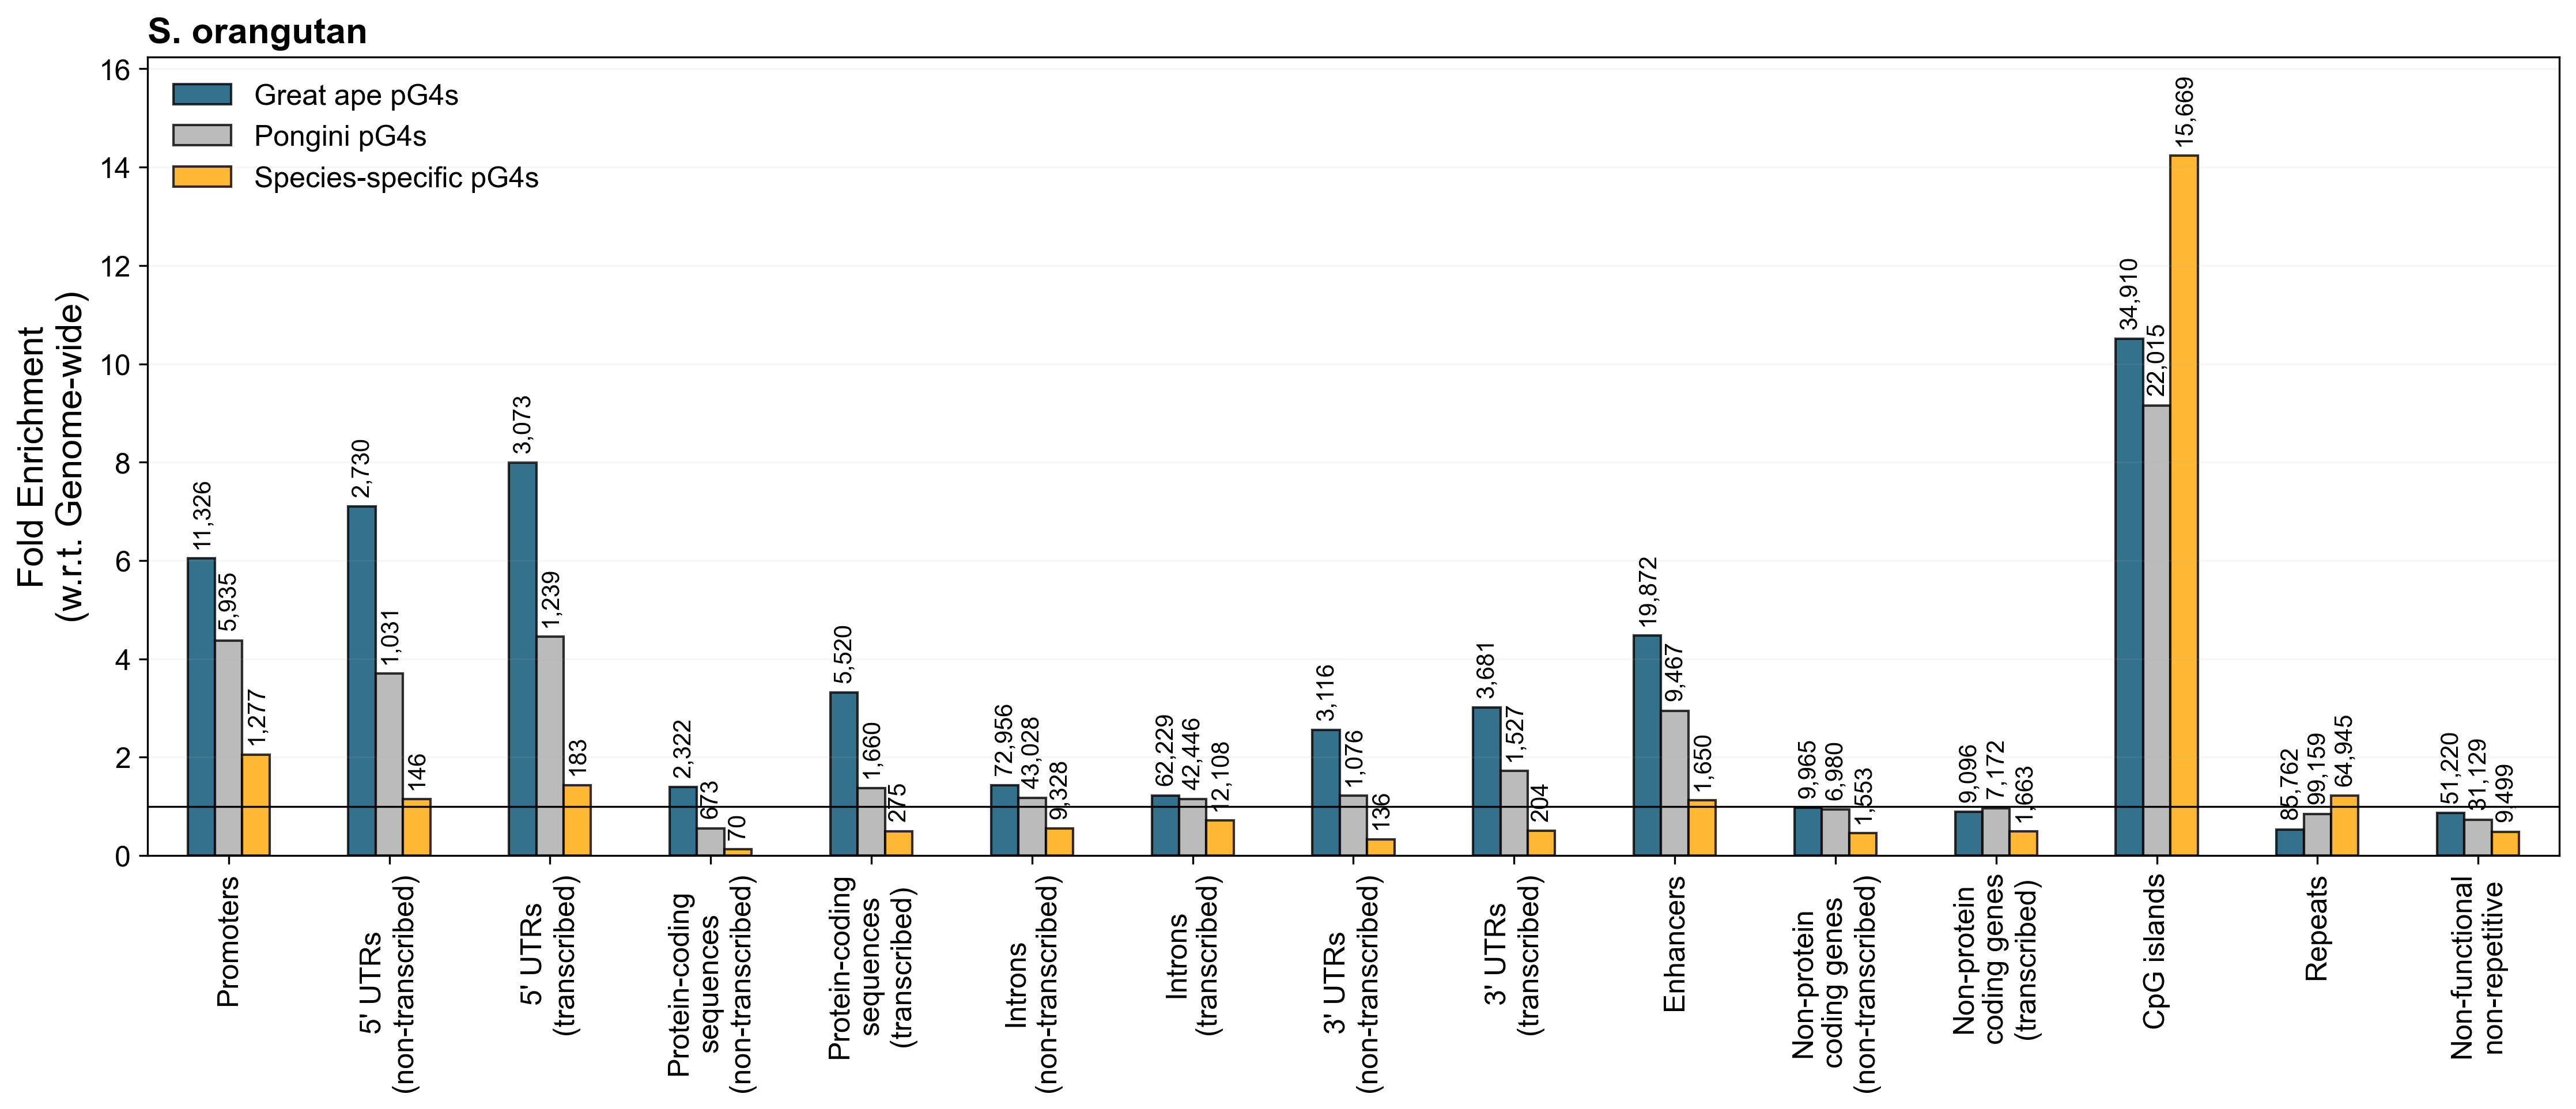 S. orangutan
Great ape pG4s
Pongini pG4s
Species-specific pG4s
Fold Enrichment
(w.r.t. Genome-wide)
16
14
12
10
8
6
4
2
0
11,326
5,935
1,277
2,730
1,031
146
3,073
1,239
183
2,322
673
70
5,520
1,660
275
72,956
43,028
9,328
62,229
42,446
12,108
3,116
1,076
136
3,681
1,527
204
19,872
9,467
1,650
9,965
6,980
1,553
9,096
7,172
1,663
34,910
22,015
15,669
85,762
99,159
64,945
51,220
31,129
9,499
Promoters
5' UTRs
(non-transcribed)
5' UTRs
(transcribed)
Protein-coding
sequences
(non-transcribed)
Protein-coding
sequences
(transcribed)
Introns
(non-transcribed)
Introns
(transcribed)
3' UTRs
(non-transcribed)
3' UTRs
(transcribed)
Enhancers
Non-protein
coding genes
(non-transcribed)
Non-protein
coding genes
(transcribed)
CpG islands
Repeats
Non-functional
non-repetitive